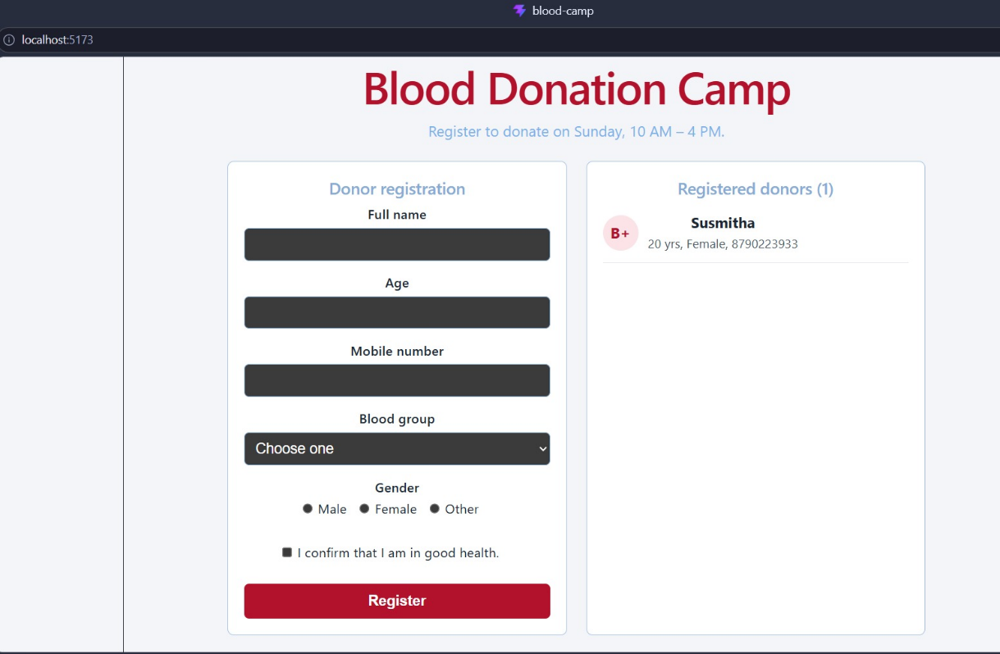 blood-camp
localhost:5173
Blood Donation Camp
Register to donate on Sunday, 10 AM – 4 PM.
Donor registration
Full name
Age
Mobile number
Blood group
Choose one
Gender
Male Female Other
I confirm that I am in good health.
Register
Registered donors (1)
B+
Susmitha
20 yrs, Female, 8790223933